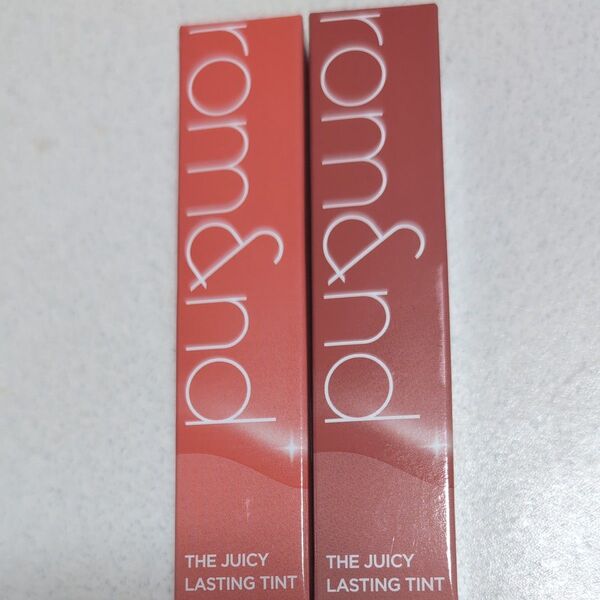 rom&nd
THE JUICY
LASTING TINT
rom&nd
THE JUICY
LASTING TINT